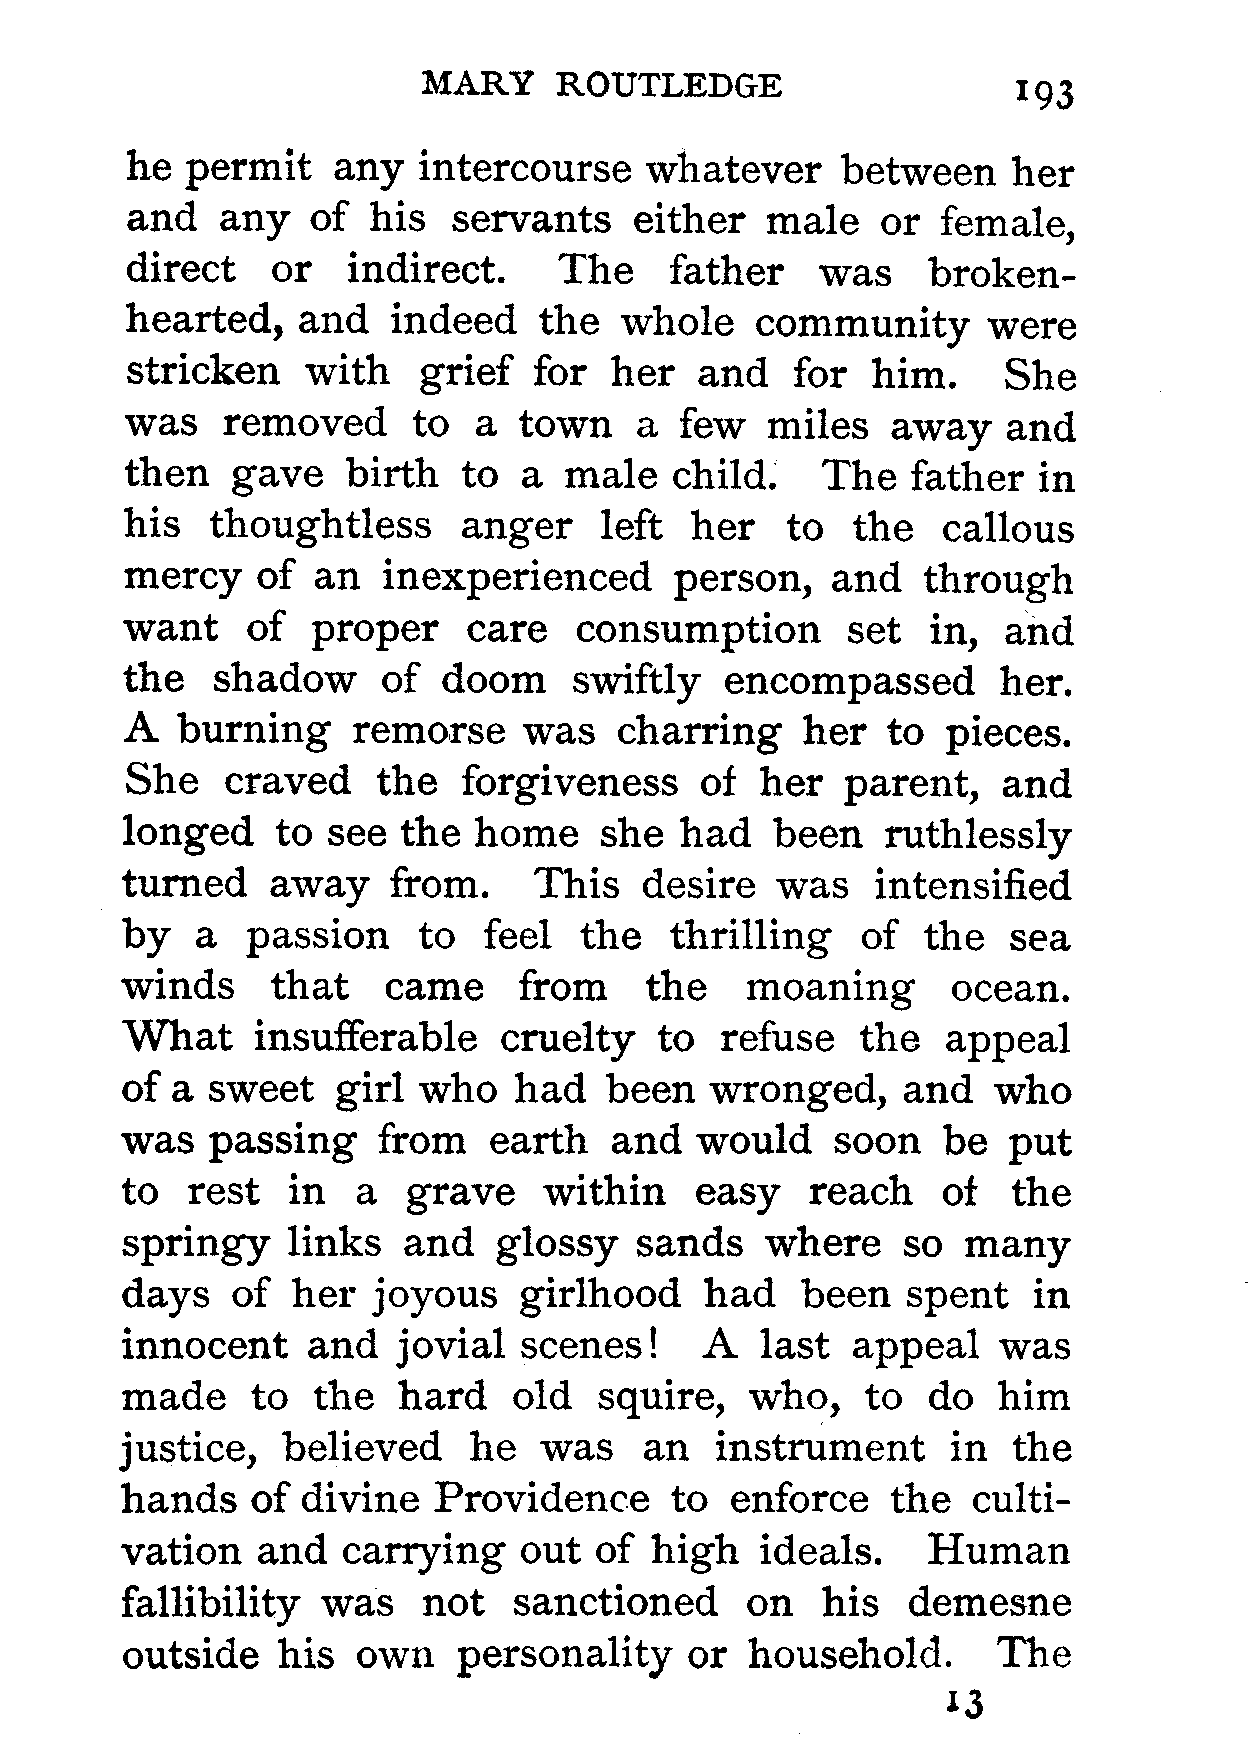 MARY ROUTLEDGE 193
he permit any intercourse whatever between her
and any of his servants either male or female,
direct or indirect. The father was broken-
hearted, and indeed the whole community were
stricken with grief for her and for him. She
was removed to a town a few miles away and
then gave birth to a male child. The father in
his thoughtless anger left her to the callous
mercy of an inexperienced person, and through
want of proper care consumption set in, and
the shadow of doom swiftly encompassed her.
A burning remorse was charring her to pieces.
She craved the forgiveness of her parent, and
longed to see the home she had been ruthlessly
turned away from. This desire was intensified
by a passion to feel the thrilling of the sea
winds that came from the moaning ocean.
What insufferable cruelty to refuse the appeal
of a sweet girl who had been wronged, and who
was passing from earth and would soon be put
to rest in a grave within easy reach of the
springy links and glossy sands where so many
days of her joyous girlhood had been spent in
innocent and jovial scenes! A last appeal was
made to the hard old squire, who, to do him
justice, believed he was an instrument in the
hands of divine Providence to enforce the culti-
vation and carrying out of high ideals. Human
fallibility was not sanctioned on his demesne
outside his own personality or household. The
13